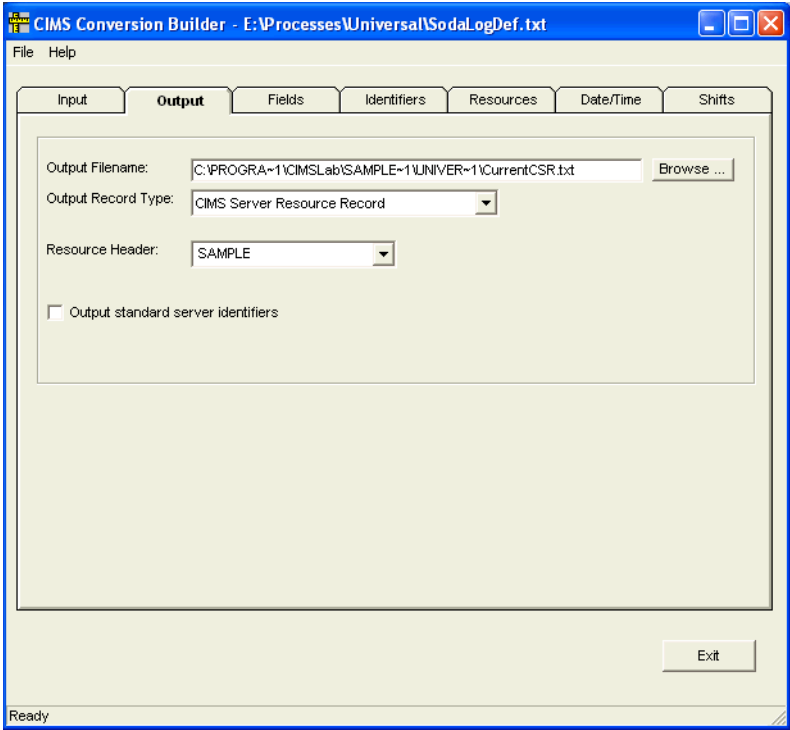 CIMS Conversion Builder - E:\Processes\Universal\SodaLogDef.txt
File Help
Input Output Fields Identifiers Resources Date/Time Shifts
Output Filename: C:\PROGRA~1\CIMSLab\SAMPLE~1\UNIVER~1\CurrentCSR.txt Browse ...
Output Record Type: CIMS Server Resource Record
Resource Header: SAMPLE
Output standard server identifiers
Exit
Ready